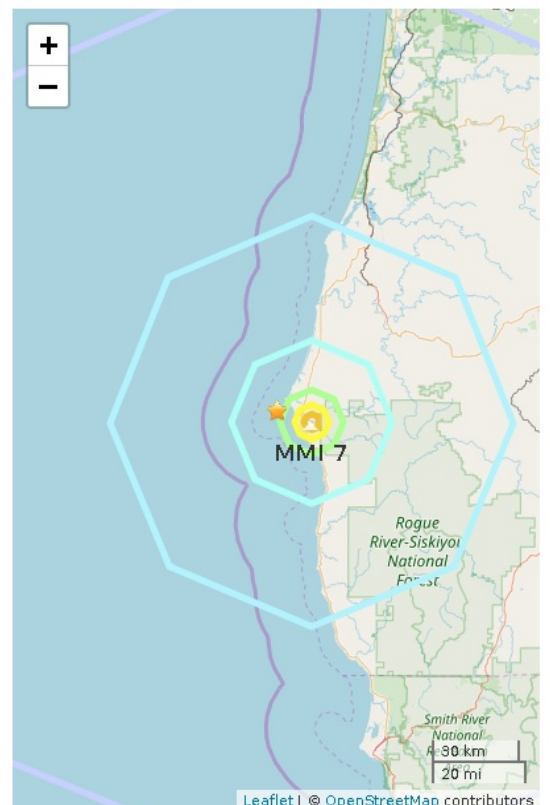 +
−
MMI 7
Rogue
River-Siskiyou
National
Forest
Smith River
National
30 km
20 mi
Leaflet | © OpenStreetMap contributors